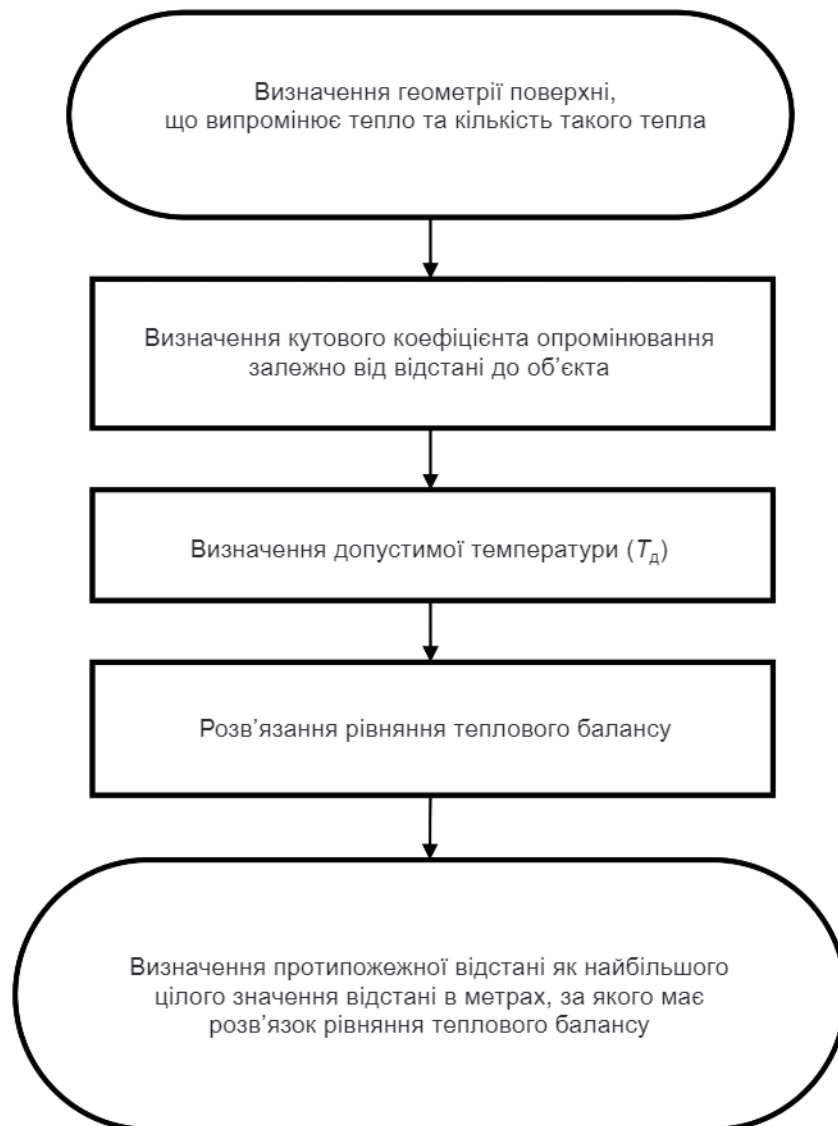 Визначення геометрії поверхні,
що випромінює тепло та кількість такого тепла
Визначення кутового коефіцієнта опромінювання
залежно від відстані до об’єкта
Визначення допустимої температури (Tд)
Розв’язання рівняння теплового балансу
Визначення протипожежної відстані як найбільшого
цілого значення відстані в метрах, за якого має
розв’язок рівняння теплового балансу